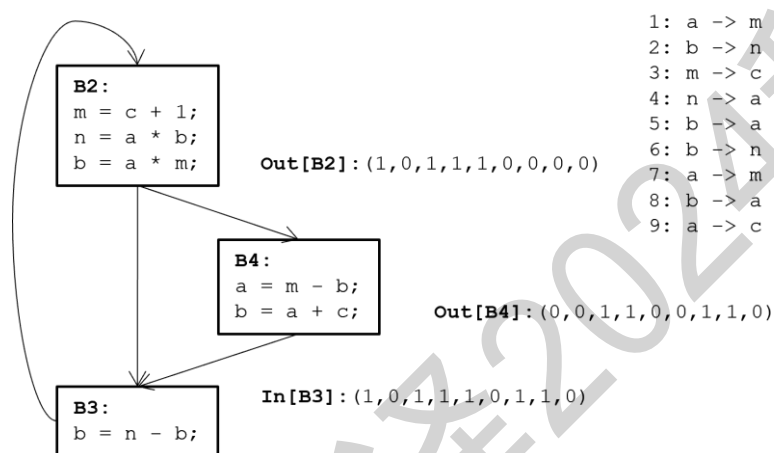 1: a -> m
2: b -> n
3: m -> c
4: n -> a
5: b -> a
6: b -> n
7: a -> m
8: b -> a
9: a -> c
B2:
m = c + 1;
n = a * b;
b = a * m;
Out[B2]:(1,0,1,1,1,0,0,0,0)
B4:
a = m - b;
b = a + c;
Out[B4]:(0,0,1,1,0,0,1,1,0)
In[B3]:(1,0,1,1,1,0,1,1,0)
B3:
b = n - b;
2024